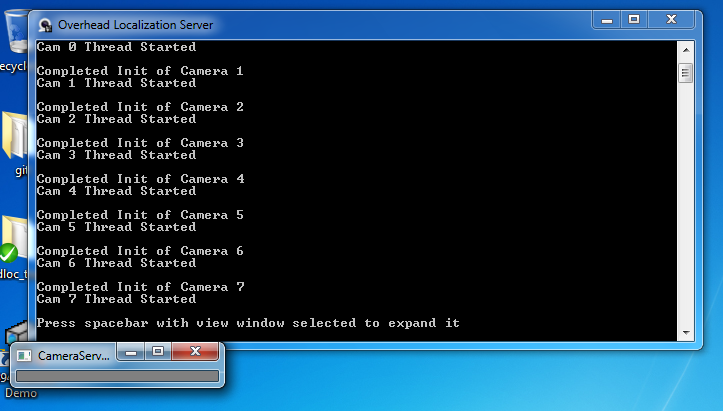 Overhead Localization Server
Cam 0 Thread Started
Completed Init of Camera 1
Cam 1 Thread Started
Completed Init of Camera 2
Cam 2 Thread Started
Completed Init of Camera 3
Cam 3 Thread Started
Completed Init of Camera 4
Cam 4 Thread Started
Completed Init of Camera 5
Cam 5 Thread Started
Completed Init of Camera 6
Cam 6 Thread Started
Completed Init of Camera 7
Cam 7 Thread Started
Press spacebar with view window selected to expand it
CameraServ...
ecycl
git
dloc_t
Demo